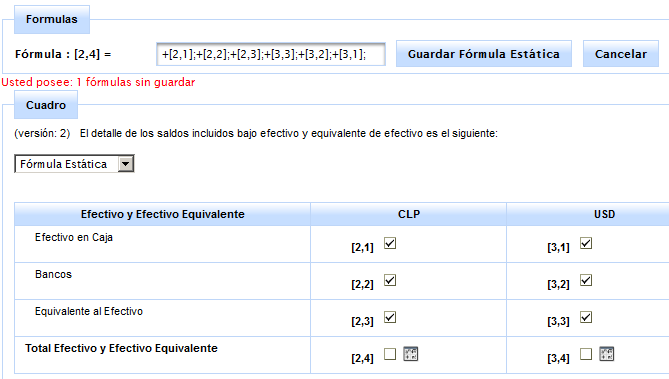 Formulas
Fórmula : [2,4] = +[2,1];+[2,2];+[2,3];+[3,3];+[3,2];+[3,1]; Guardar Fórmula Estática Cancelar
Usted posee: 1 fórmulas sin guardar
Cuadro
(versión: 2) El detalle de los saldos incluidos bajo efectivo y equivalente de efectivo es el siguiente:
Fórmula Estática
Efectivo y Efectivo Equivalente CLP USD
Efectivo en Caja [2,1] [3,1]
Bancos [2,2] [3,2]
Equivalente al Efectivo [2,3] [3,3]
Total Efectivo y Efectivo Equivalente [2,4] [3,4]